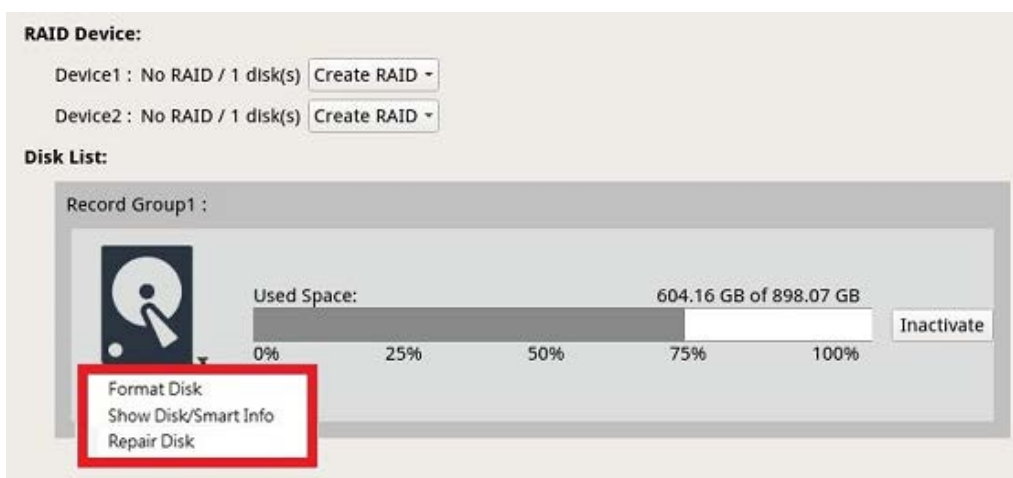 RAID Device:
Device1 : No RAID / 1 disk(s) Create RAID
Device2 : No RAID / 1 disk(s) Create RAID
Disk List:
Record Group1 :
Used Space: 604.16 GB of 898.07 GB
Inactivate
0% 25% 50% 75% 100%
Format Disk
Show Disk/Smart Info
Repair Disk